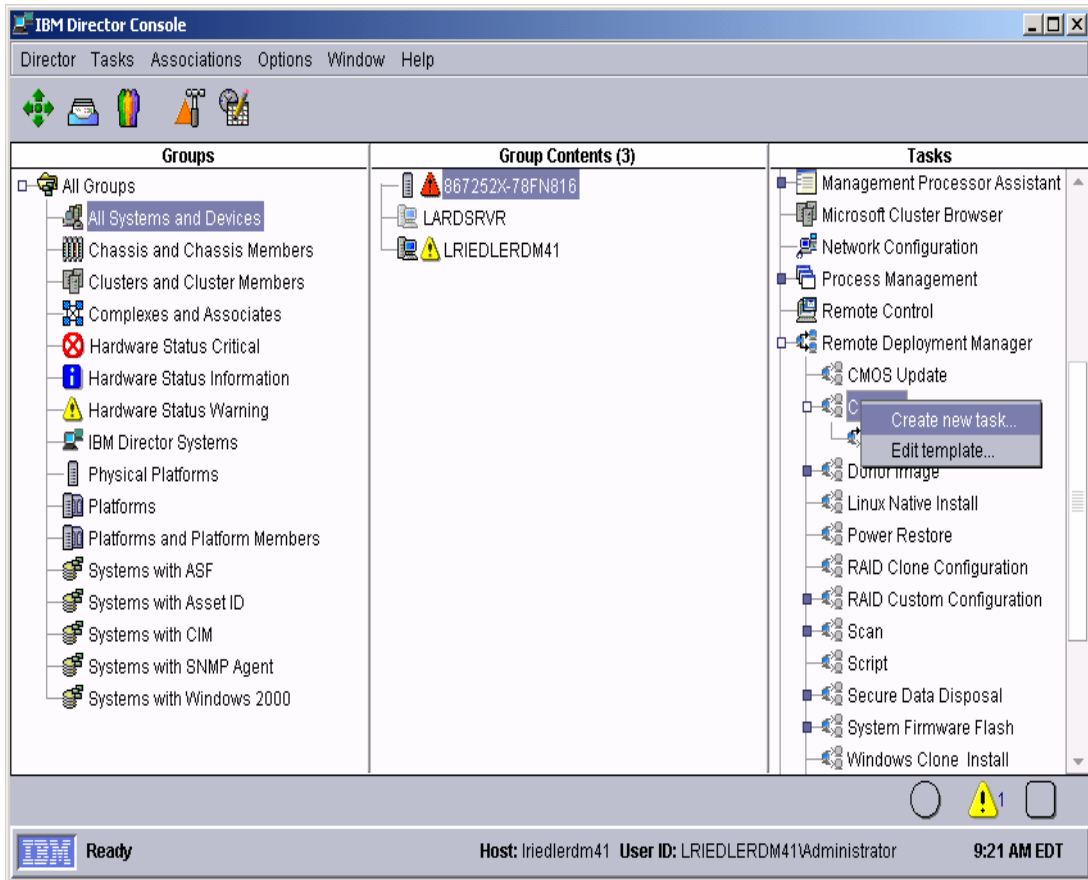 IBM Director Console
Director Tasks Associations Options Window Help
Groups
All Groups
All Systems and Devices
Chassis and Chassis Members
Clusters and Cluster Members
Complexes and Associates
Hardware Status Critical
Hardware Status Information
Hardware Status Warning
IBM Director Systems
Physical Platforms
Platforms
Platforms and Platform Members
Systems with ASF
Systems with Asset ID
Systems with CIM
Systems with SNMP Agent
Systems with Windows 2000
Group Contents (3)
867252X-78FN816
LARDSRVR
LRIEDLERDM41
Tasks
Management Processor Assistant
Microsoft Cluster Browser
Network Configuration
Process Management
Remote Control
Remote Deployment Manager
CMOS Update
Create new task...
Edit template...
Donor Image
Linux Native Install
Power Restore
RAID Clone Configuration
RAID Custom Configuration
Scan
Script
Secure Data Disposal
System Firmware Flash
Windows Clone Install
1
IBM Ready Host: lriedlerdm41 User ID: LRIEDLERDM41\Administrator 9:21 AM EDT